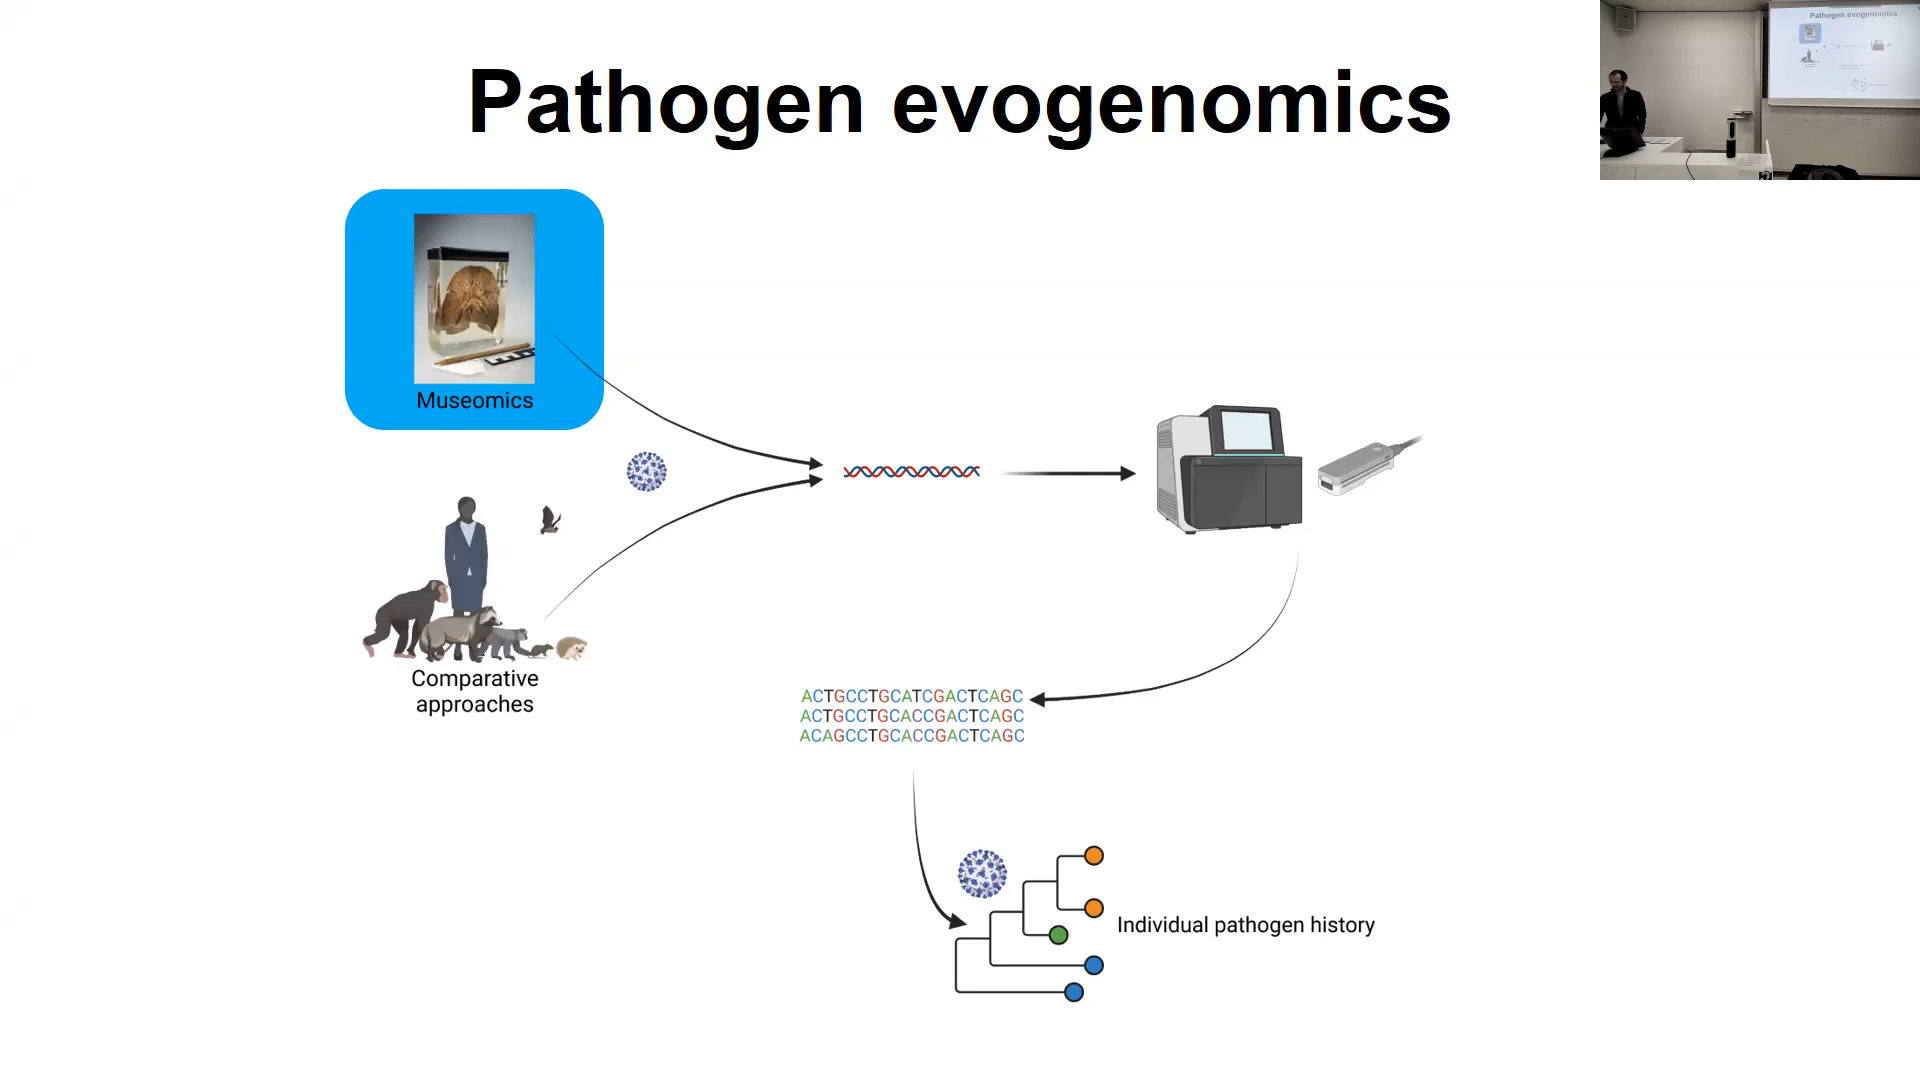 Pathogen evogenomics
Pathogen evogenomics
Museomics
Comparative
approaches
ACTGCCTGCATCGACTCAGC
ACTGCCTGCACCGACTCAGC
ACAGCCTGCACCGACTCAGC
Individual pathogen history